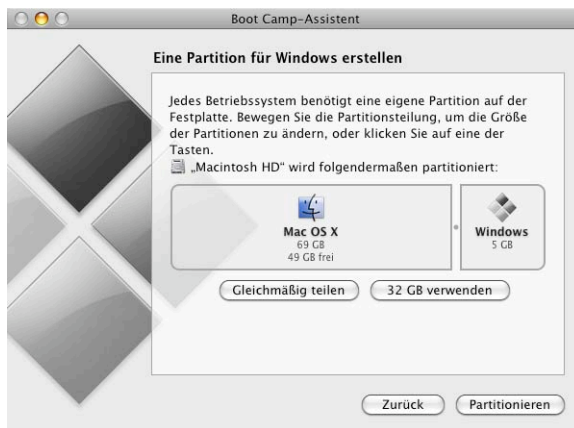 Boot Camp-Assistent
Eine Partition für Windows erstellen
Jedes Betriebssystem benötigt eine eigene Partition auf der
Festplatte. Bewegen Sie die Partitionsteilung, um die Größe
der Partitionen zu ändern, oder klicken Sie auf eine der
Tasten.
„Macintosh HD“ wird folgendermaßen partitioniert:
Mac OS X
69 GB
49 GB frei
Windows
5 GB
Gleichmäßig teilen
32 GB verwenden
Zurück
Partitionieren